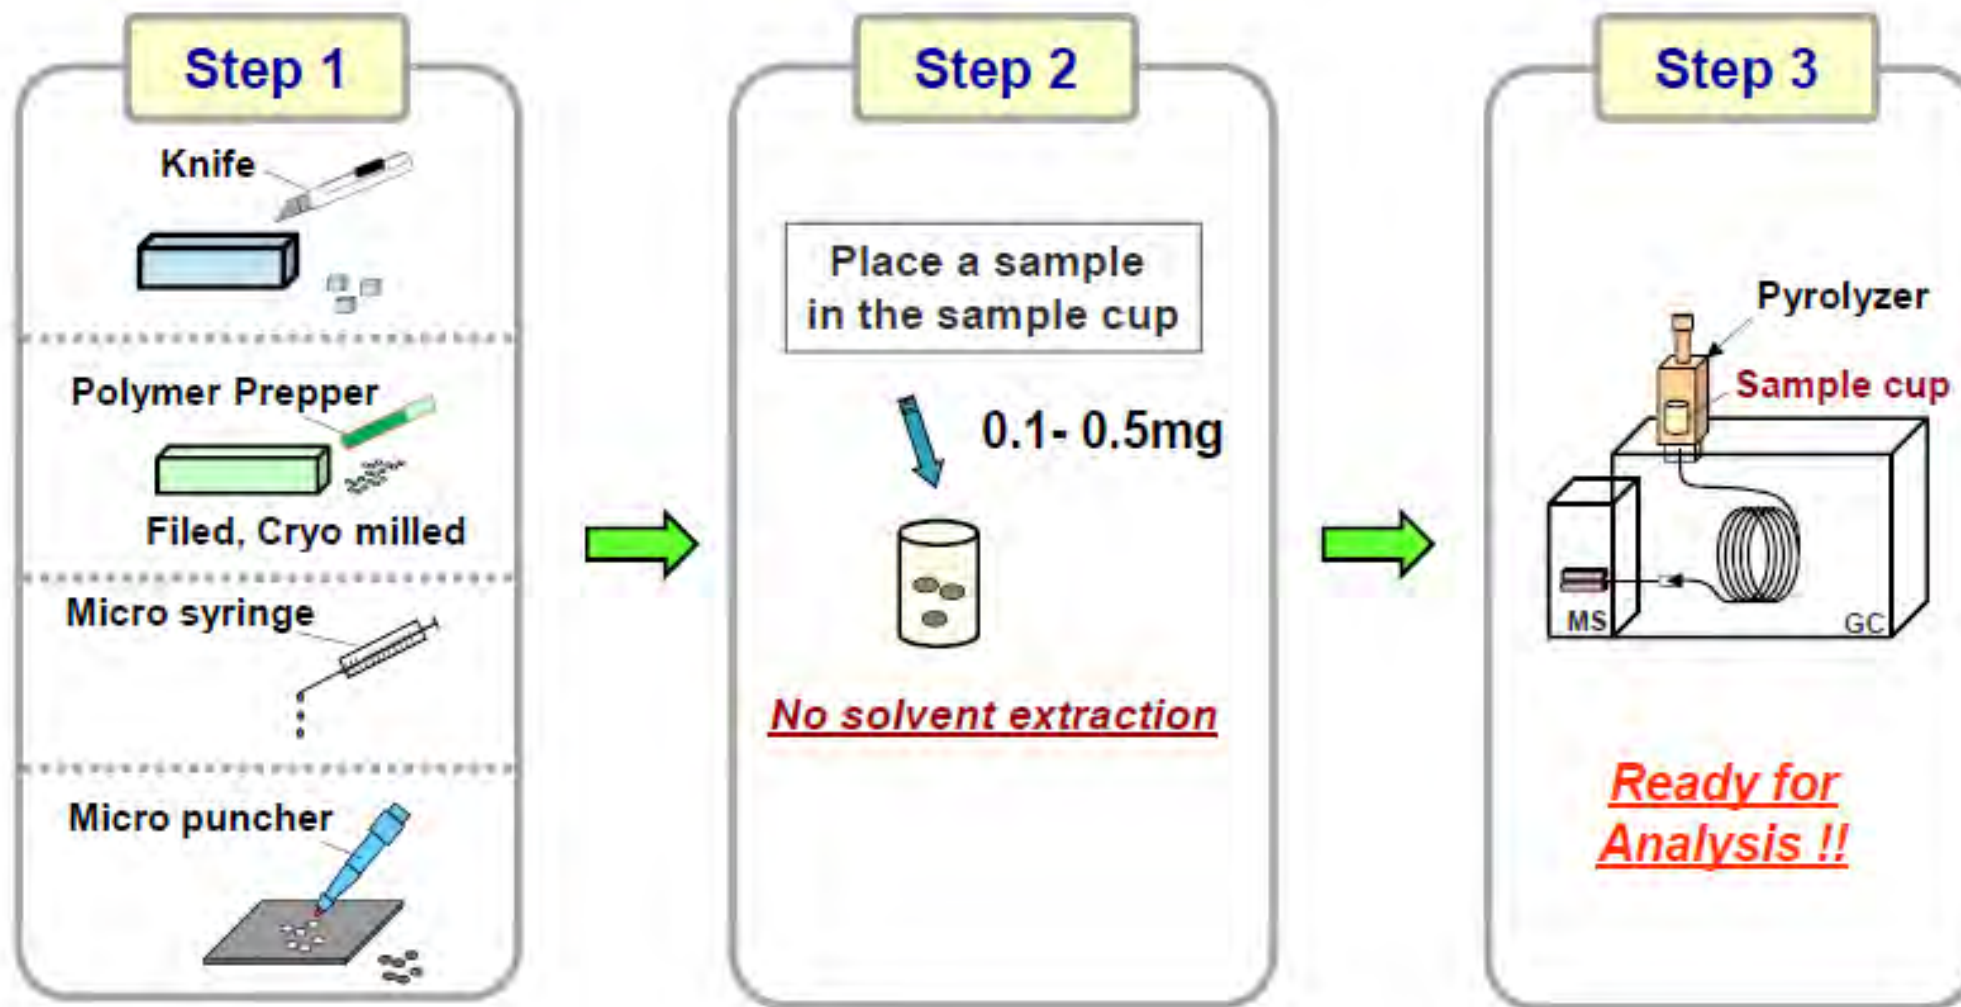 Step 1
Knife
Polymer Prepper
Filed, Cryo milled
Micro syringe
Micro puncher
Step 2
Place a sample
in the sample cup
0.1- 0.5mg
No solvent extraction
Step 3
Pyrolyzer
Sample cup
MS
GC
Ready for
Analysis !!